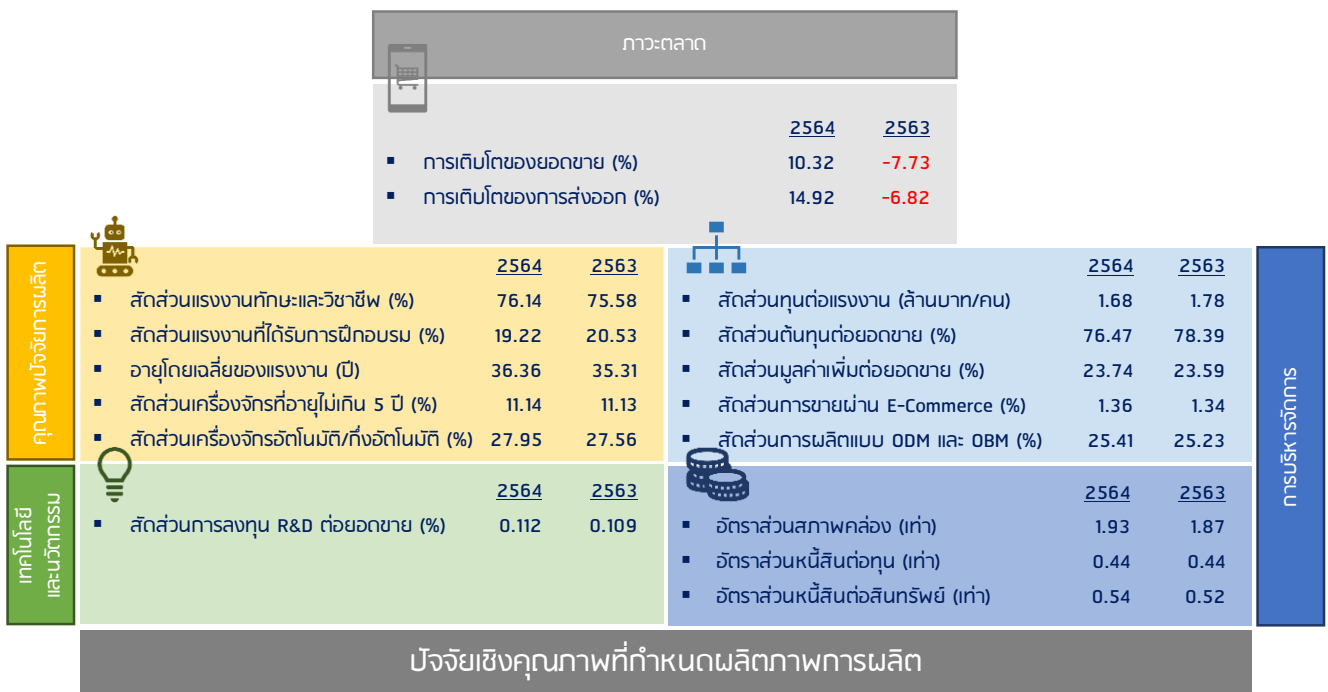 ภาวะตลาด
2564 2563
▪ การเติบโตของยอดขาย (%) 10.32 -7.73
▪ การเติบโตของการส่งออก (%) 14.92 -6.82
คุณภาพปัจจัยการผลิต
2564 2563
▪ สัดส่วนแรงงานทักษะและวิชาชีพ (%) 76.14 75.58
▪ สัดส่วนแรงงานที่ได้รับการฝึกอบรม (%) 19.22 20.53
▪ อายุโดยเฉลี่ยของแรงงาน (ปี) 36.36 35.31
▪ สัดส่วนเครื่องจักรที่อายุไม่เกิน 5 ปี (%) 11.14 11.13
▪ สัดส่วนเครื่องจักรอัตโนมัติ/กึ่งอัตโนมัติ (%) 27.95 27.56
2564 2563
▪ สัดส่วนทุนต่อแรงงาน (ล้านบาท/คน) 1.68 1.78
▪ สัดส่วนต้นทุนต่อยอดขาย (%) 76.47 78.39
▪ สัดส่วนมูลค่าเพิ่มต่อยอดขาย (%) 23.74 23.59
▪ สัดส่วนการขายผ่าน E-Commerce (%) 1.36 1.34
▪ สัดส่วนการผลิตแบบ ODM และ OBM (%) 25.41 25.23
การบริหารจัดการ
เทคโนโลยี
และนวัตกรรม
2564 2563
▪ สัดส่วนการลงทุน R&D ต่อยอดขาย (%) 0.112 0.109
2564 2563
▪ อัตราส่วนสภาพคล่อง (เท่า) 1.93 1.87
▪ อัตราส่วนหนี้สินต่อทุน (เท่า) 0.44 0.44
▪ อัตราส่วนหนี้สินต่อสินทรัพย์ (เท่า) 0.54 0.52
ปัจจัยเชิงคุณภาพที่กำหนดผลิตภาพการผลิต